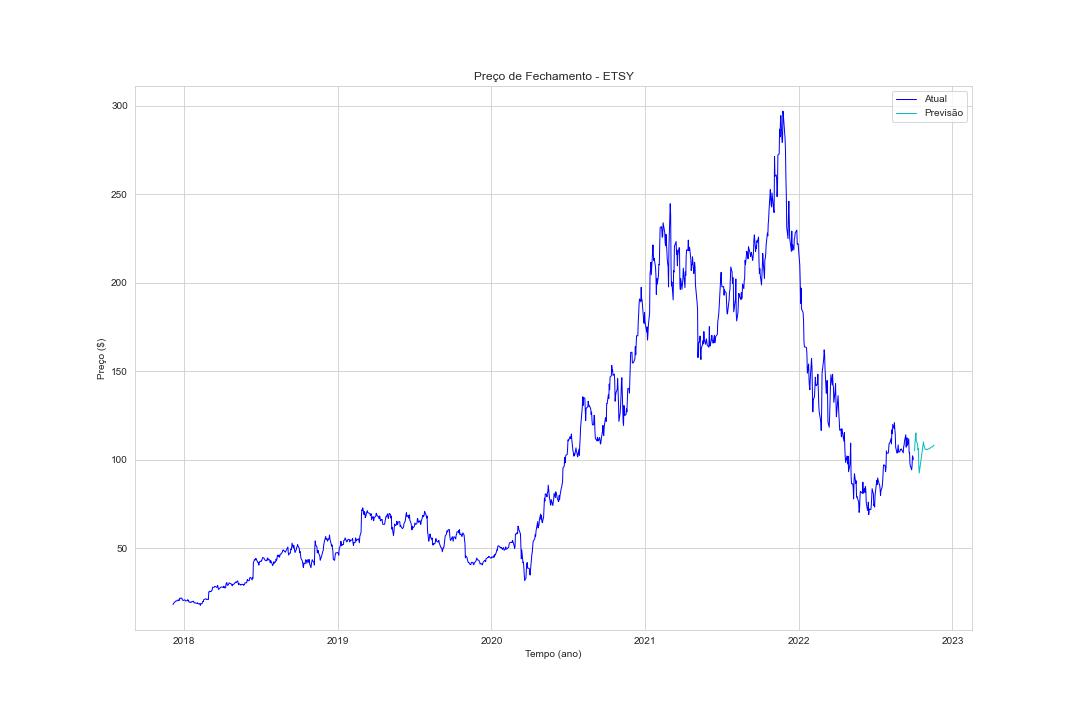 Preço de Fechamento - ETSY
Atual
Previsão
300
250
200
150
100
50
Preço ($)
2018 2019 2020 2021 2022 2023
Tempo (ano)